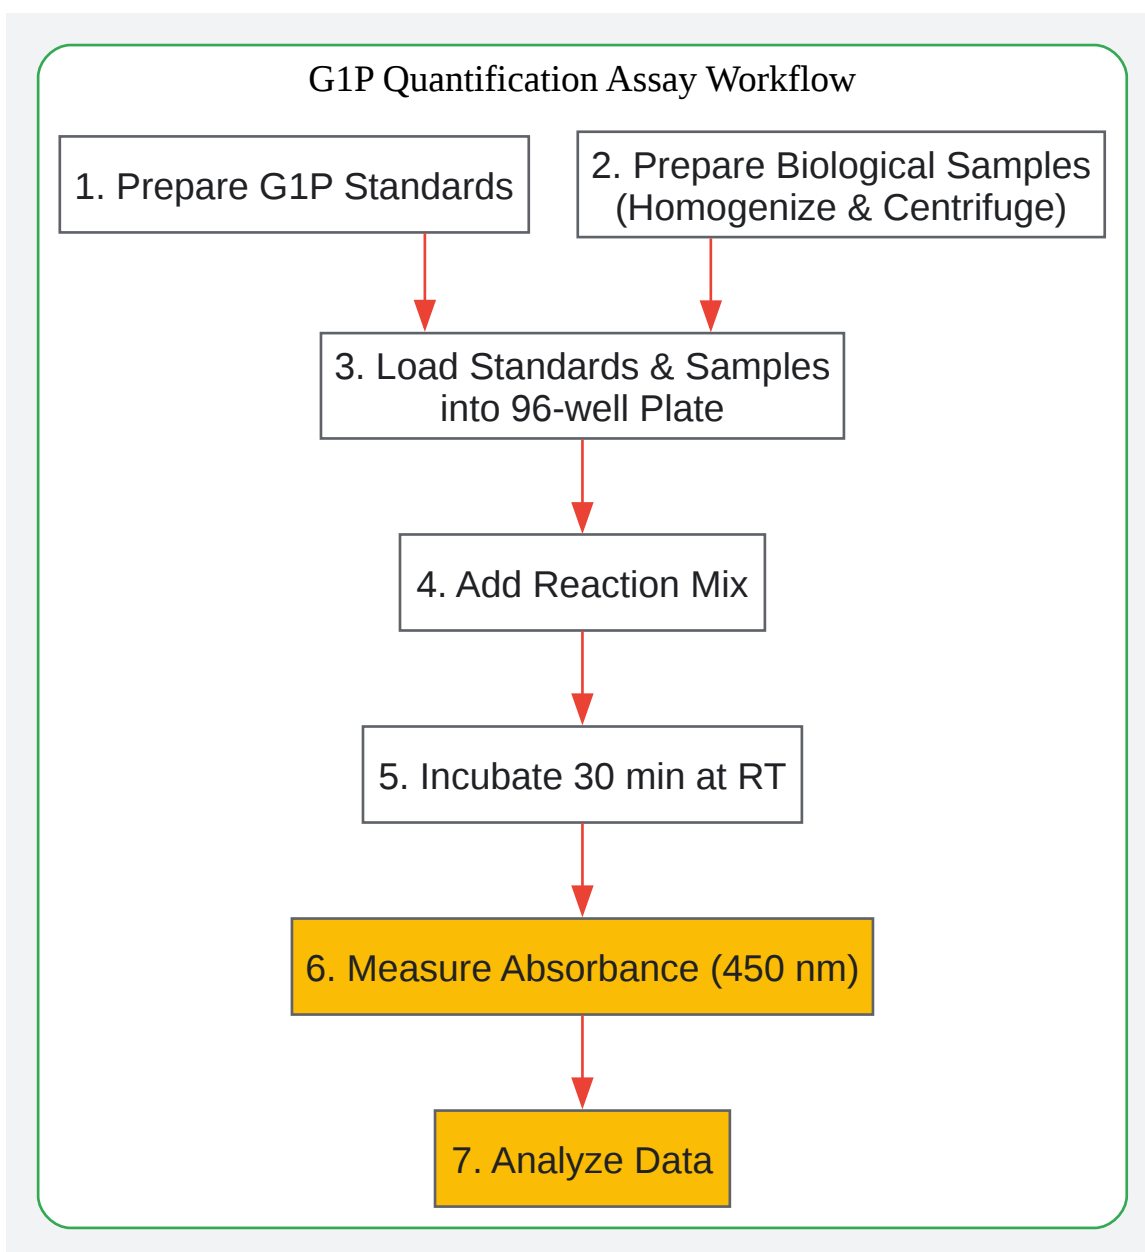 G1P Quantification Assay Workflow
1. Prepare G1P Standards
2. Prepare Biological Samples
(Homogenize & Centrifuge)
3. Load Standards & Samples
into 96-well Plate
4. Add Reaction Mix
5. Incubate 30 min at RT
6. Measure Absorbance (450 nm)
7. Analyze Data